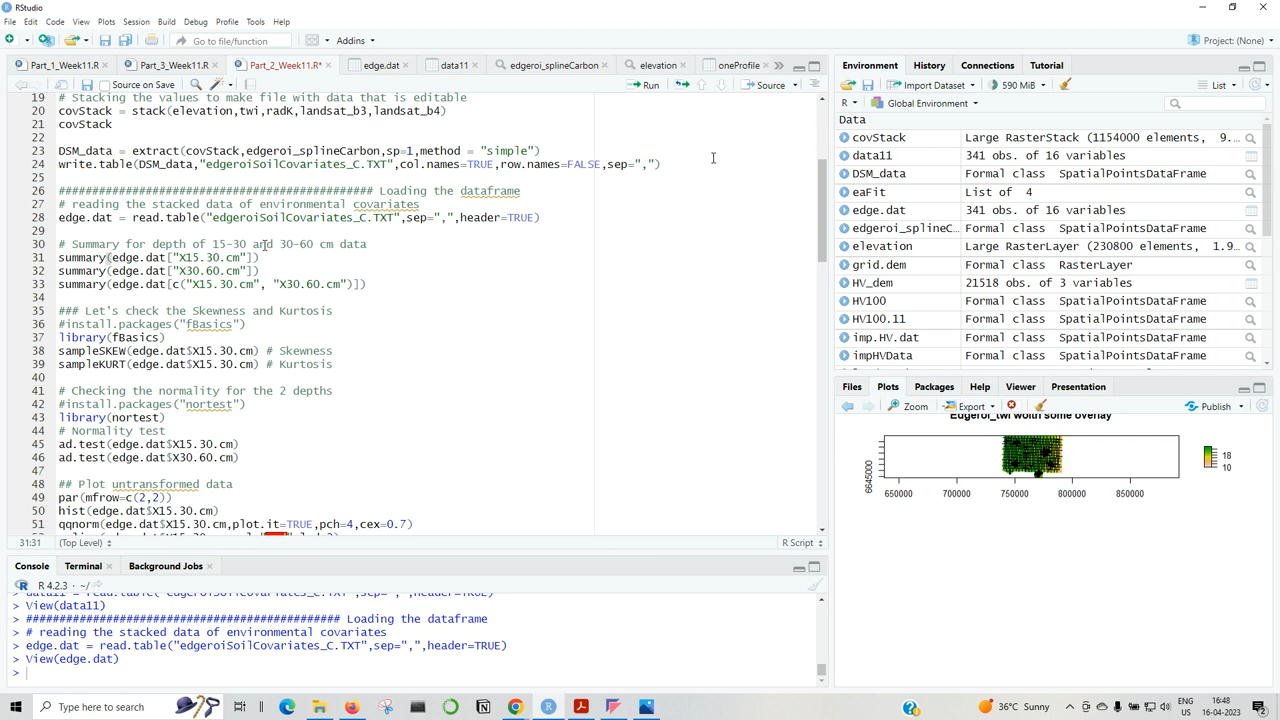 RStudio
File Edit Code View Plots Session Build Debug Profile Tools Help
Go to file/function Addins Project: (None)
Part_1_Week11.R Part_3_Week11.R Part_2_Week11.R* edge.dat data11 edgeroi_splineCarbon elevation oneProfile
Source on Save Run Source
19 # Stacking the values to make file with data that is editable
20 covStack = stack(elevation,twi,radK,landsat_b3,landsat_b4)
21 covStack
22
23 DSM_data = extract(covStack,edgeroi_splineCarbon,sp=1,method = "simple")
24 write.table(DSM_data,"edgeroiSoilCovariates_C.TXT",col.names=TRUE,row.names=FALSE,sep=",")
25
26 ############################################### Loading the dataframe
27 # reading the stacked data of environmental covariates
28 edge.dat = read.table("edgeroiSoilCovariates_C.TXT",sep=",",header=TRUE)
29
30 # Summary for depth of 15-30 and 30-60 cm data
31 summary(edge.dat["X15.30.cm"])
32 summary(edge.dat["X30.60.cm"])
33 summary(edge.dat[c("X15.30.cm", "X30.60.cm")])
34
35 ### Let's check the Skewness and Kurtosis
36 #install.packages("fBasics")
37 library(fBasics)
38 sampleSKEW(edge.dat$X15.30.cm) # Skewness
39 sampleKURT(edge.dat$X15.30.cm) # Kurtosis
40
41 # Checking the normality for the 2 depths
42 #install.packages("nortest")
43 library(nortest)
44 # Normality test
45 ad.test(edge.dat$X15.30.cm)
46 ad.test(edge.dat$X30.60.cm)
47
48 ## Plot untransformed data
49 par(mfrow=c(2,2))
50 hist(edge.dat$X15.30.cm)
51 qqnorm(edge.dat$X15.30.cm,plot.it=TRUE,pch=4,cex=0.7)
31:31 (Top Level) R Script
Console Terminal Background Jobs
R 4.2.3 · ~/
> data11 = read.table("edgeroiSoilCovariates_C.TXT",sep=",",header=TRUE)
> View(data11)
> ############################################ Loading the dataframe
> # reading the stacked data of environmental covariates
> edge.dat = read.table("edgeroiSoilCovariates_C.TXT",sep=",",header=TRUE)
> View(edge.dat)
>
Environment History Connections Tutorial
Import Dataset 590 MiB List
R Global Environment
Data
covStack Large RasterStack (1154000 elements, 9.
data11 341 obs. of 16 variables
DSM_data Formal class SpatialPointsDataFrame
eaFit List of 4
edge.dat 341 obs. of 16 variables
edgeroi_splineC… Formal class SpatialPointsDataFrame
elevation Large RasterLayer (230800 elements, 1.9
grid.dem Formal class RasterLayer
HV_dem 21518 obs. of 3 variables
HV100 Formal class SpatialPointsDataFrame
HV100.11 Formal class SpatialPointsDataFrame
imp.HV.dat Formal class SpatialPointsDataFrame
impHVData Formal class SpatialPointsDataFrame
Files Plots Packages Help Viewer Presentation
Zoom Export Publish
Edgeroi_twi woith some overlay
6645000
18
10
650000 700000 750000 800000 850000
Type here to search
36°C Sunny
ENG
US
16:48
16-04-2023
2